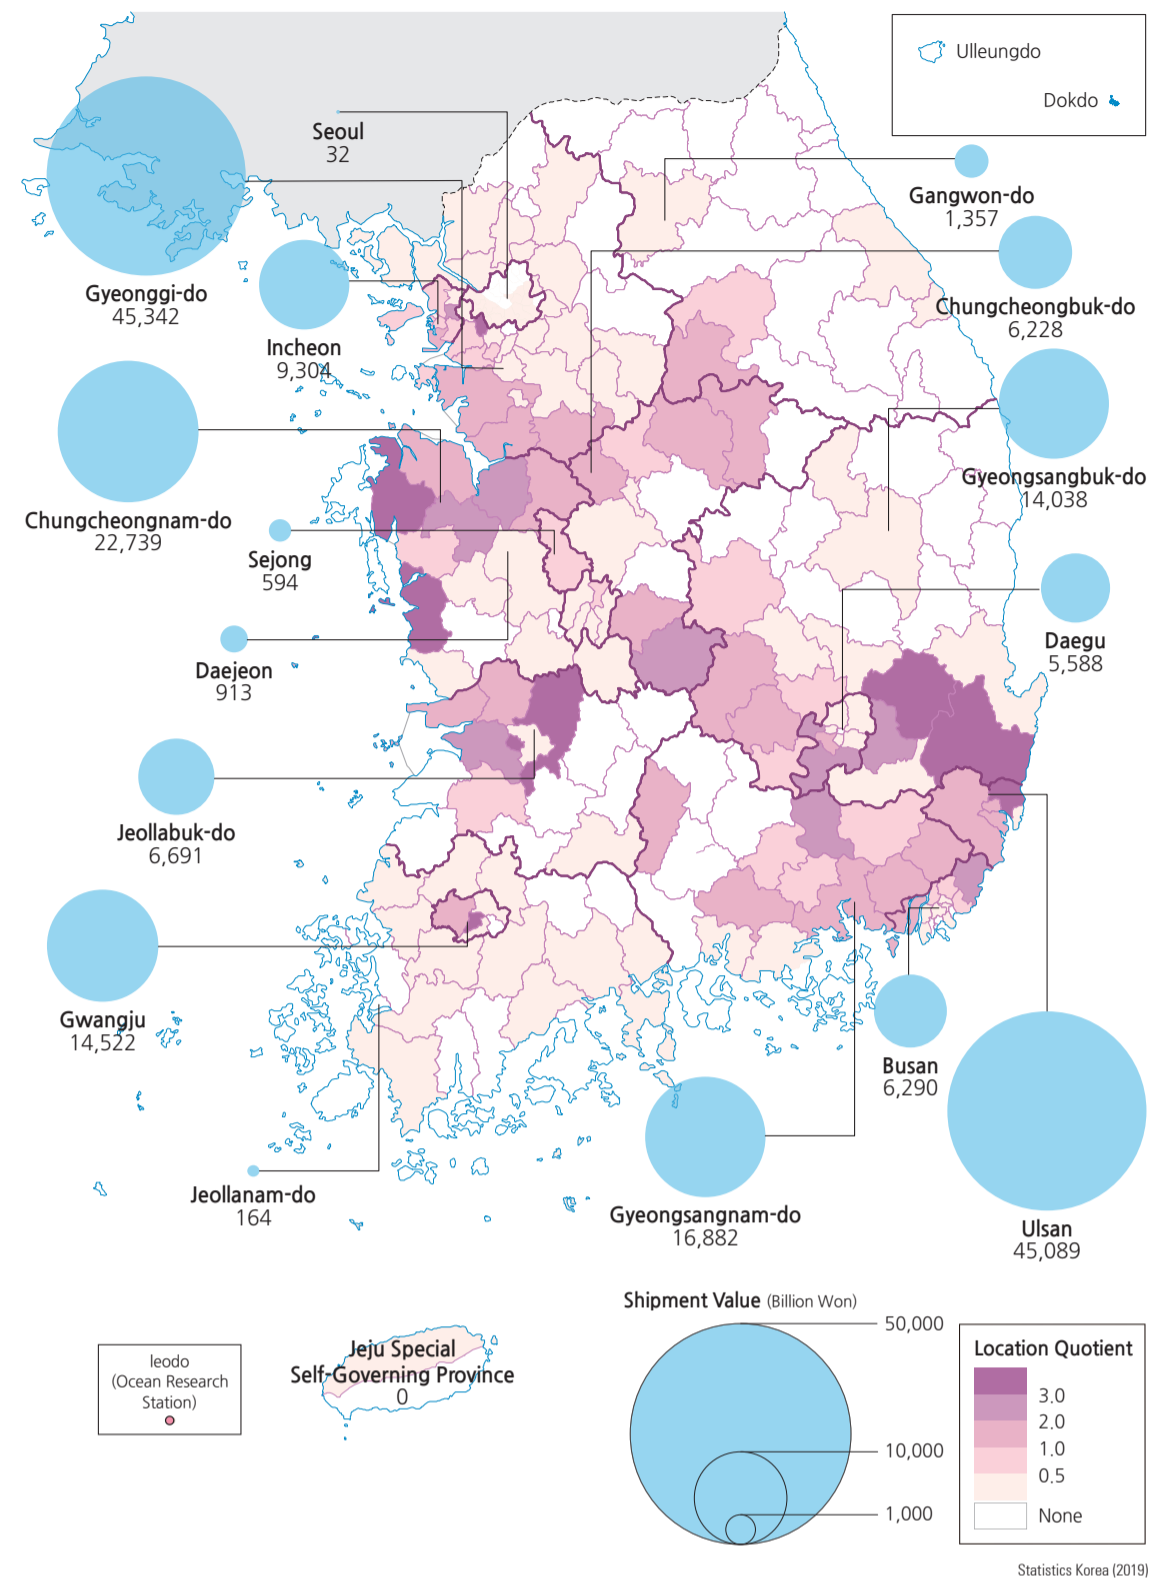 Ulleungdo
Dokdo
Seoul
32
Gangwon-do
1,357
Gyeonggi-do
45,342
Chungcheongbuk-do
6,228
Incheon
9,304
Gyeongsangbuk-do
14,038
Chungcheongnam-do
22,739
Sejong
594
Daegu
5,588
Daejeon
913
Jeollabuk-do
6,691
Gwangju
14,522
Busan
6,290
Jeollanam-do
164
Gyeongsangnam-do
16,882
Ulsan
45,089
Shipment Value (Billion Won)
50,000
10,000
1,000
Ieodo
(Ocean Research
Station)
Jeju Special
Self-Governing Province
0
Location Quotient
3.0
2.0
1.0
0.5
None
Statistics Korea (2019)